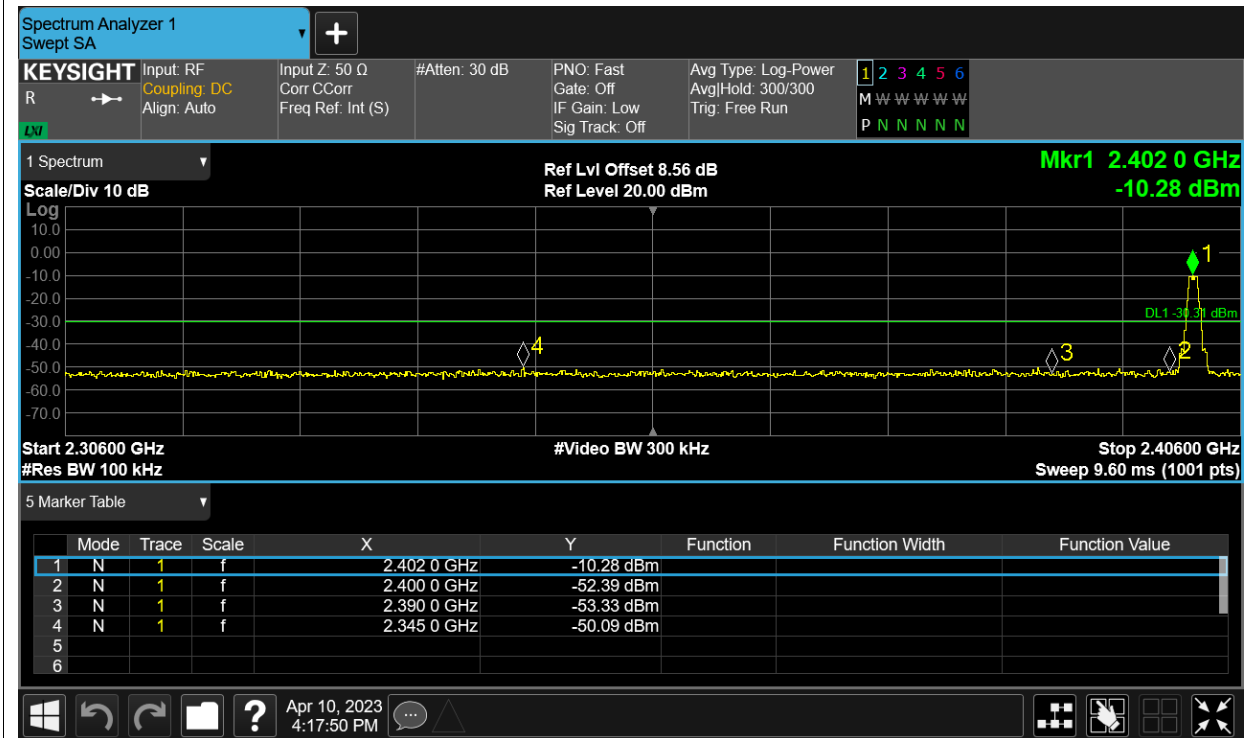 Spectrum Analyzer 1
Swept SA
KEYSIGHT
R
LXI
Input: RF
Coupling: DC
Align: Auto
Input Z: 50 Ω
Corr CCorr
Freq Ref: Int (S)
#Atten: 30 dB
PNO: Fast
Gate: Off
IF Gain: Low
Sig Track: Off
Avg Type: Log-Power
Avg|Hold: 300/300
Trig: Free Run
1 2 3 4 5 6
M W W W W W
P N N N N N
1 Spectrum
Scale/Div 10 dB
Ref Lvl Offset 8.56 dB
Ref Level 20.00 dBm
Mkr1 2.402 0 GHz
-10.28 dBm
Log
10.0
0.00
-10.0
-20.0
-30.0
-40.0
-50.0
-60.0
-70.0
1
DL1 -30.31 dBm
4
3
2
Start 2.30600 GHz
#Res BW 100 kHz
#Video BW 300 kHz
Stop 2.40600 GHz
Sweep 9.60 ms (1001 pts)
5 Marker Table
Mode Trace Scale X Y Function Function Width Function Value
1 N 1 f 2.402 0 GHz -10.28 dBm
2 N 1 f 2.400 0 GHz -52.39 dBm
3 N 1 f 2.390 0 GHz -53.33 dBm
4 N 1 f 2.345 0 GHz -50.09 dBm
5
6
?
Apr 10, 2023
4:17:50 PM